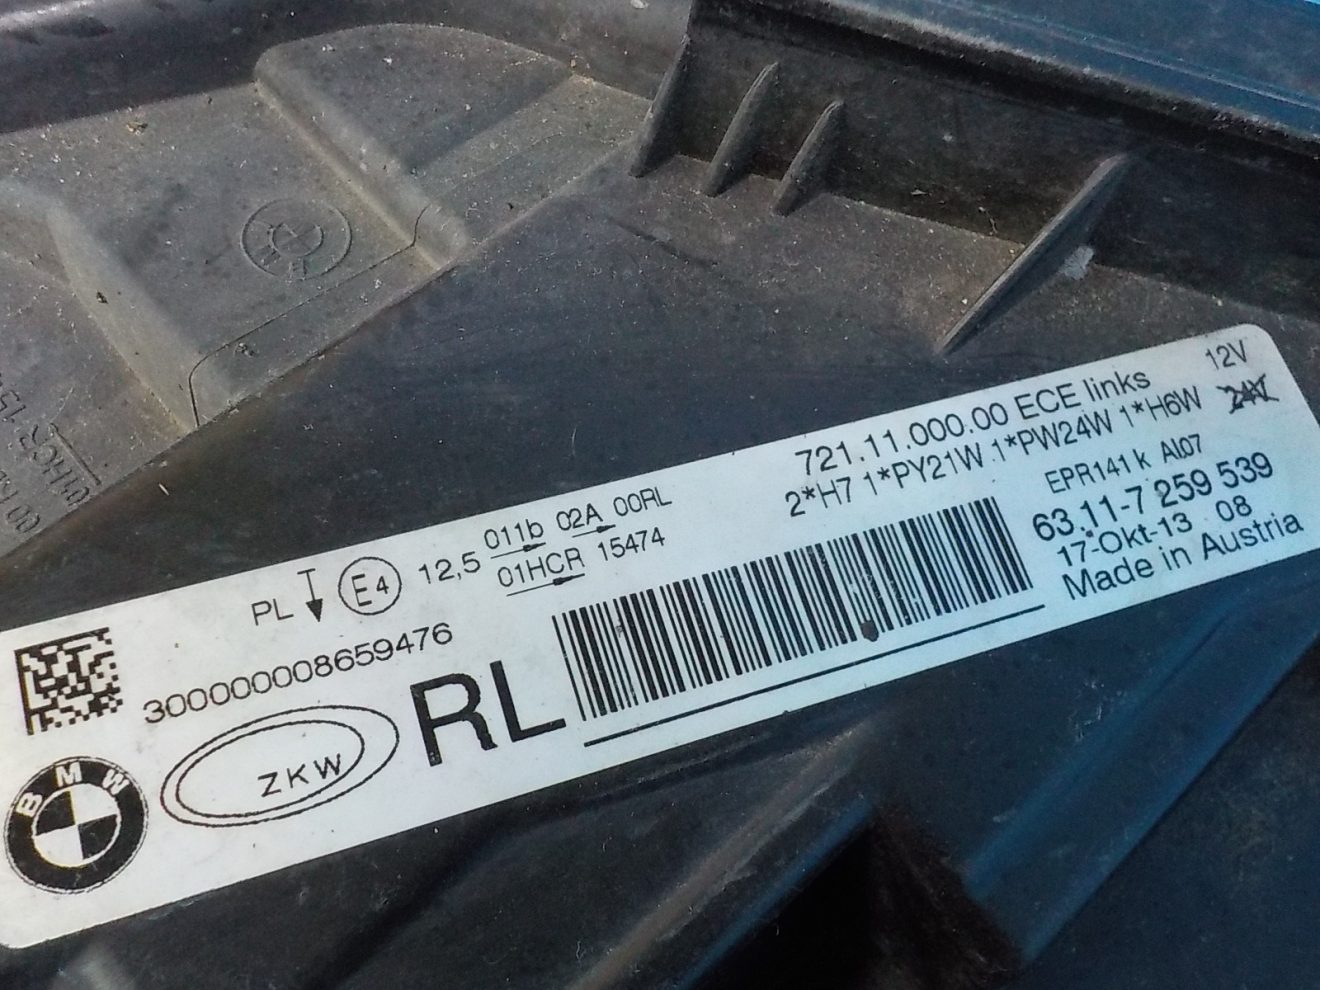 721.11.000.00 ECE links 12V
2*H7 1*PY21W 1*PW24W 1*H6W 24V
EPR141 k AI.07
63.11-7 259 539
17-Okt-13 08
Made in Austria
PL E4 12,5 011b 02A 00RL
01HCR 15474
300000008659476
RL
ZKW
BMW
01HCR